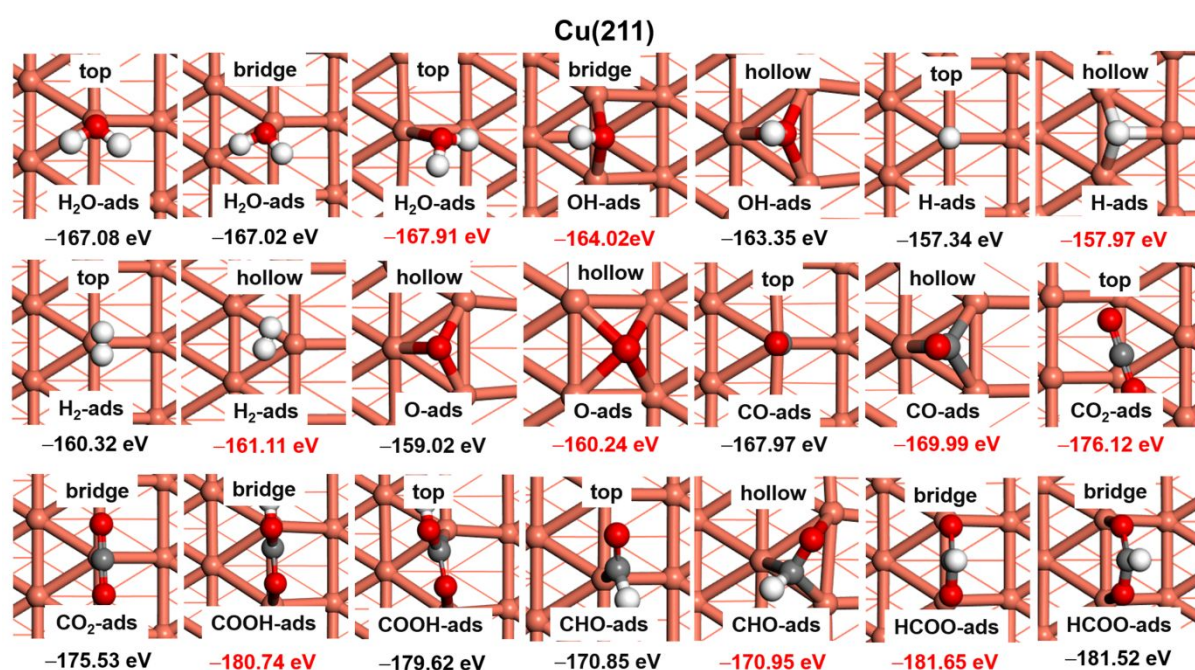 Cu(211)
top bridge top bridge hollow top hollow
H₂O-ads H₂O-ads H₂O-ads OH-ads OH-ads H-ads H-ads
−167.08 eV −167.02 eV −167.91 eV −164.02eV −163.35 eV −157.34 eV −157.97 eV
top hollow hollow hollow top hollow top
H₂-ads H₂-ads O-ads O-ads CO-ads CO-ads CO₂-ads
−160.32 eV −161.11 eV −159.02 eV −160.24 eV −167.97 eV −169.99 eV −176.12 eV
bridge bridge top top hollow bridge bridge
CO₂-ads COOH-ads COOH-ads CHO-ads CHO-ads HCOO-ads HCOO-ads
−175.53 eV −180.74 eV −179.62 eV −170.85 eV −170.95 eV −181.65 eV −181.52 eV